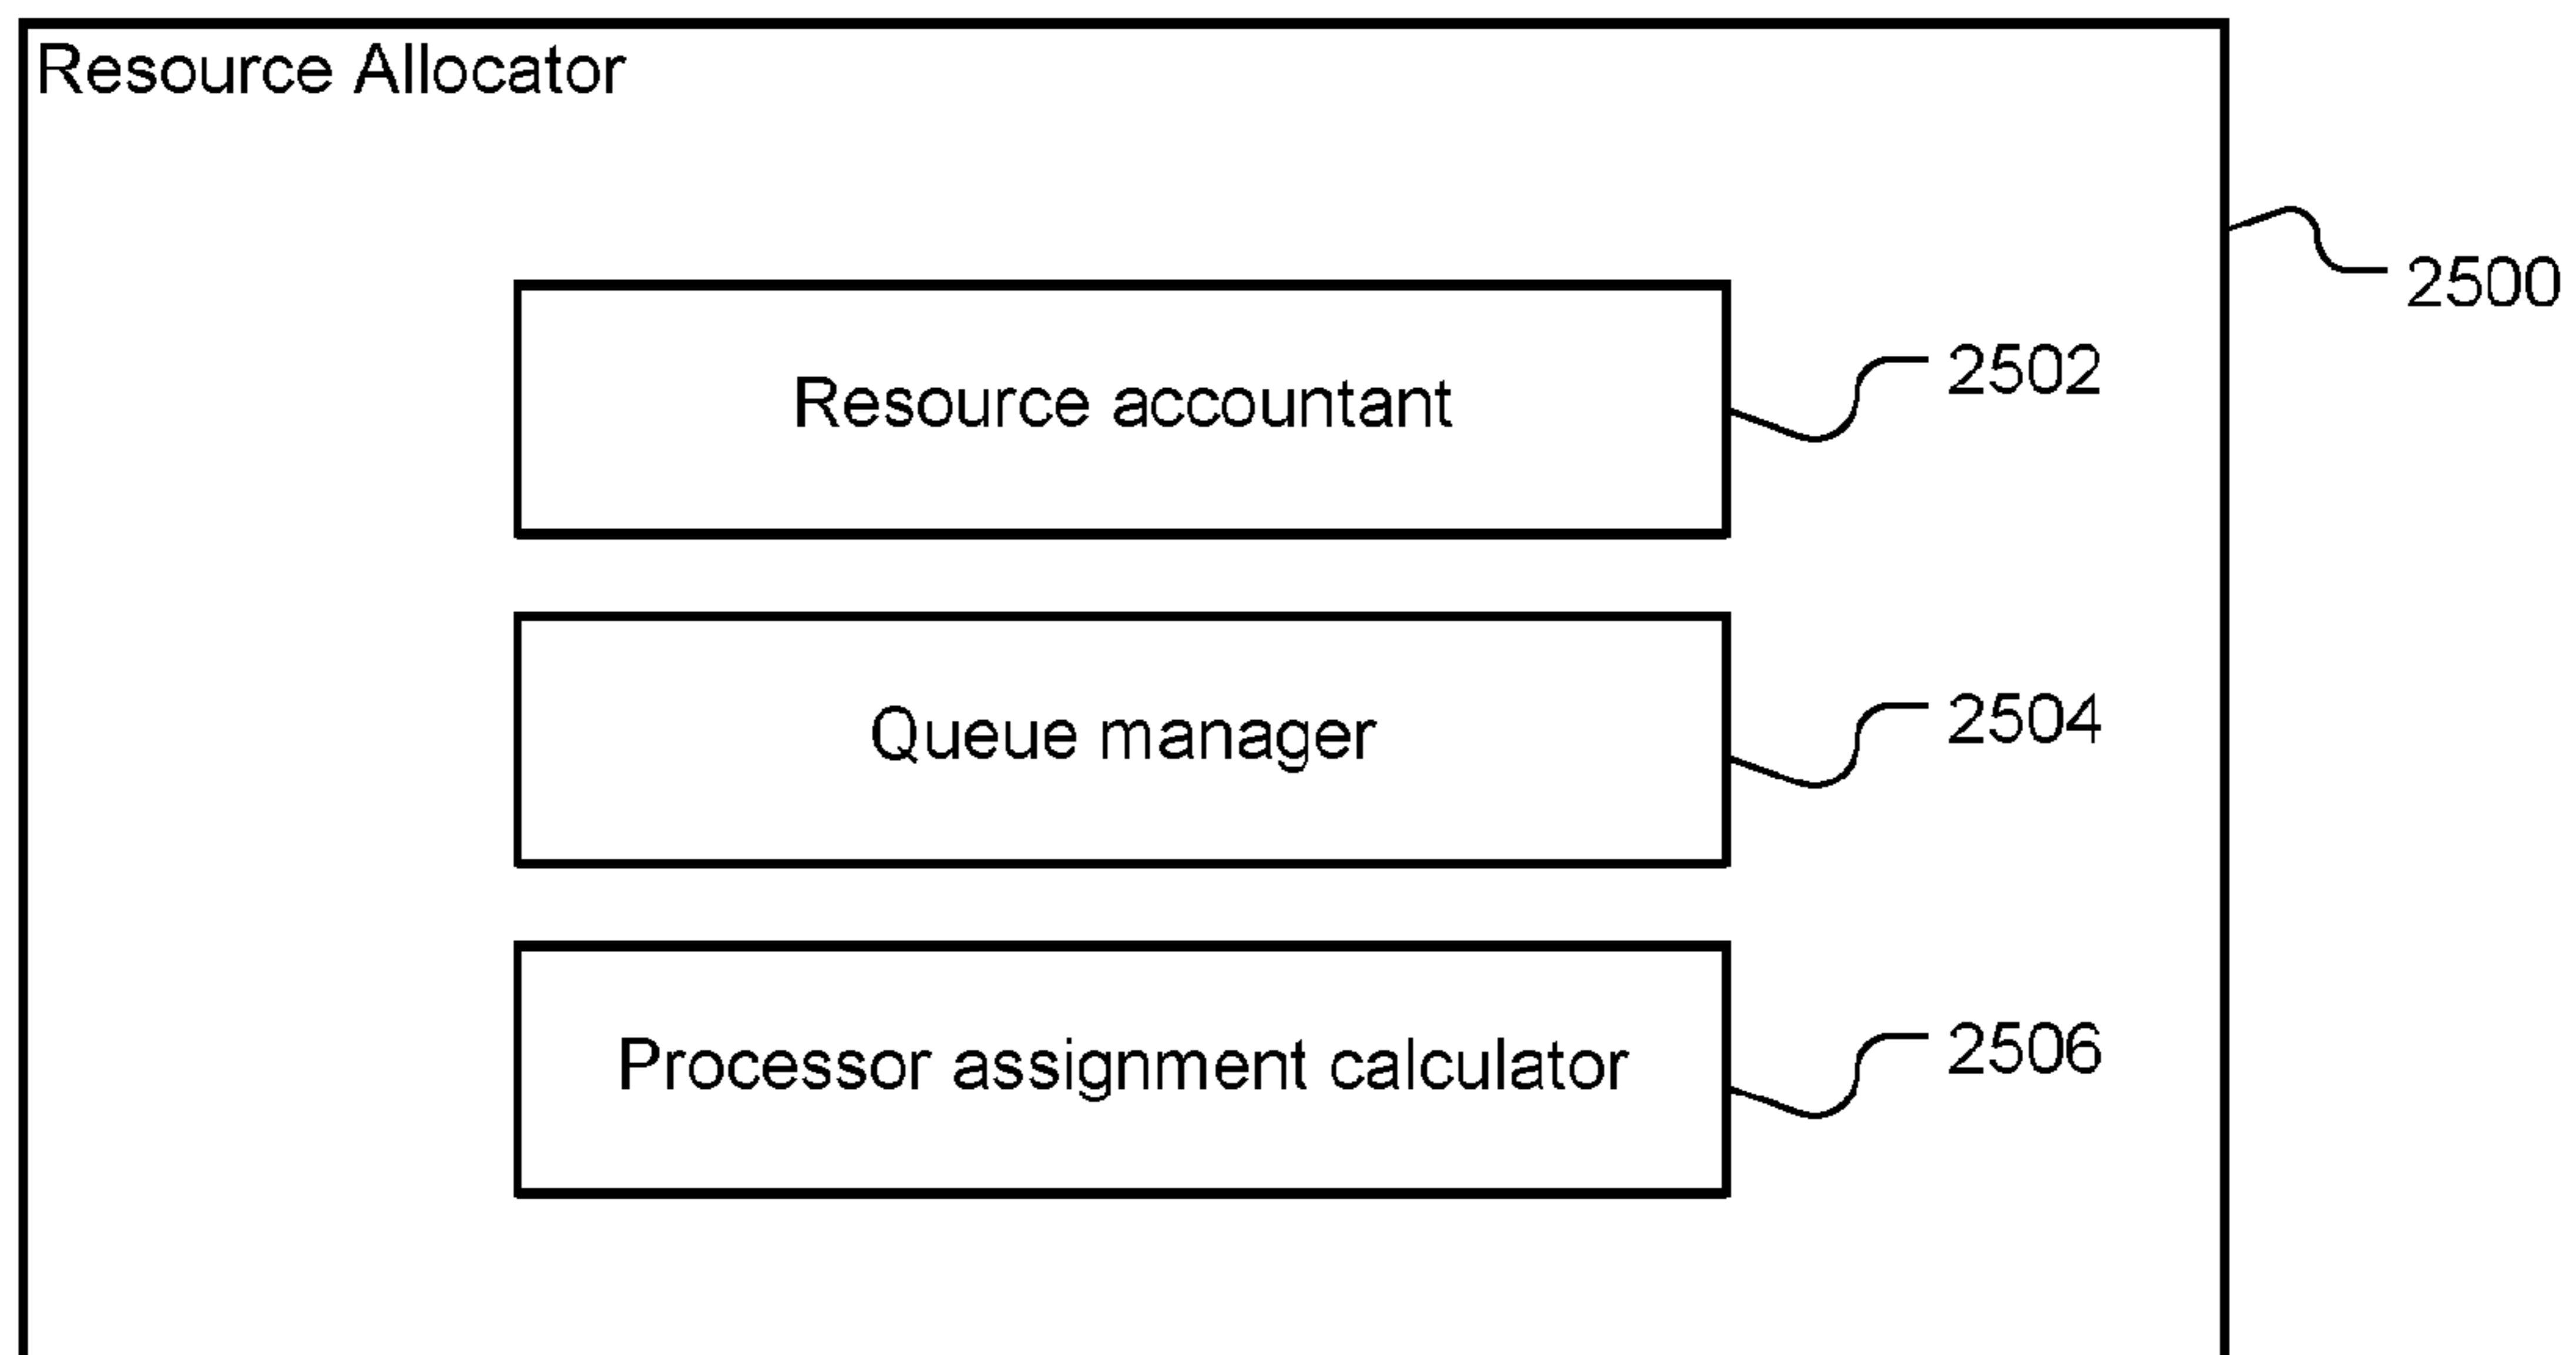 Resource Allocator
2500
Resource accountant
2502
Queue manager
2504
Processor assignment calculator
2506